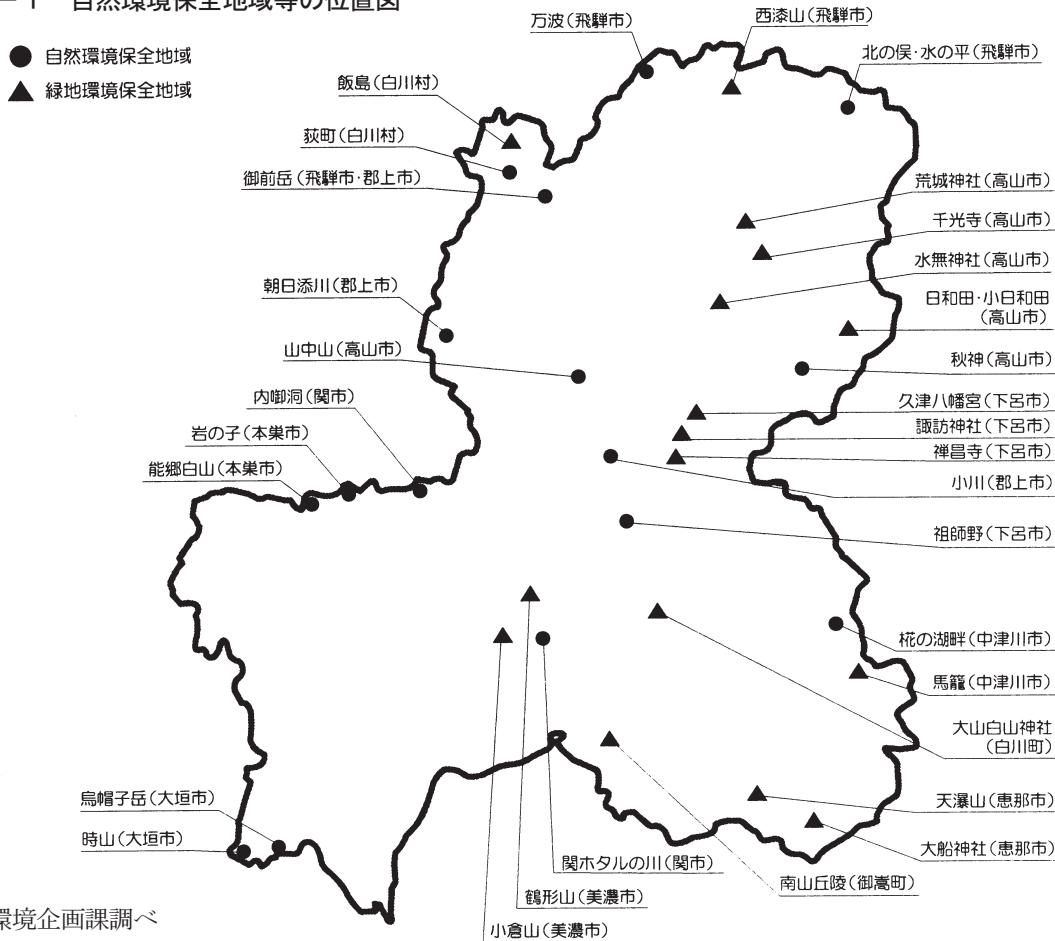 －1　自然環境保全地域等の位置図
● 自然環境保全地域
▲ 緑地環境保全地域
万波（飛騨市）
西漆山（飛騨市）
北の俣・水の平（飛騨市）
飯島（白川村）
荻町（白川村）
御前岳（飛騨市・郡上市）
荒城神社（高山市）
千光寺（高山市）
水無神社（高山市）
日和田・小日和田
（高山市）
朝日添川（郡上市）
山中山（高山市）
秋神（高山市）
内御洞（関市）
久津八幡宮（下呂市）
岩の子（本巣市）
諏訪神社（下呂市）
禅昌寺（下呂市）
能郷白山（本巣市）
小川（郡上市）
祖師野（下呂市）
椛の湖畔（中津川市）
馬籠（中津川市）
大山白山神社
（白川町）
烏帽子岳（大垣市）
天瀑山（恵那市）
時山（大垣市）
大船神社（恵那市）
関ホタルの川（関市）
南山丘陵（御嵩町）
鶴形山（美濃市）
小倉山（美濃市）
環境企画課調べ